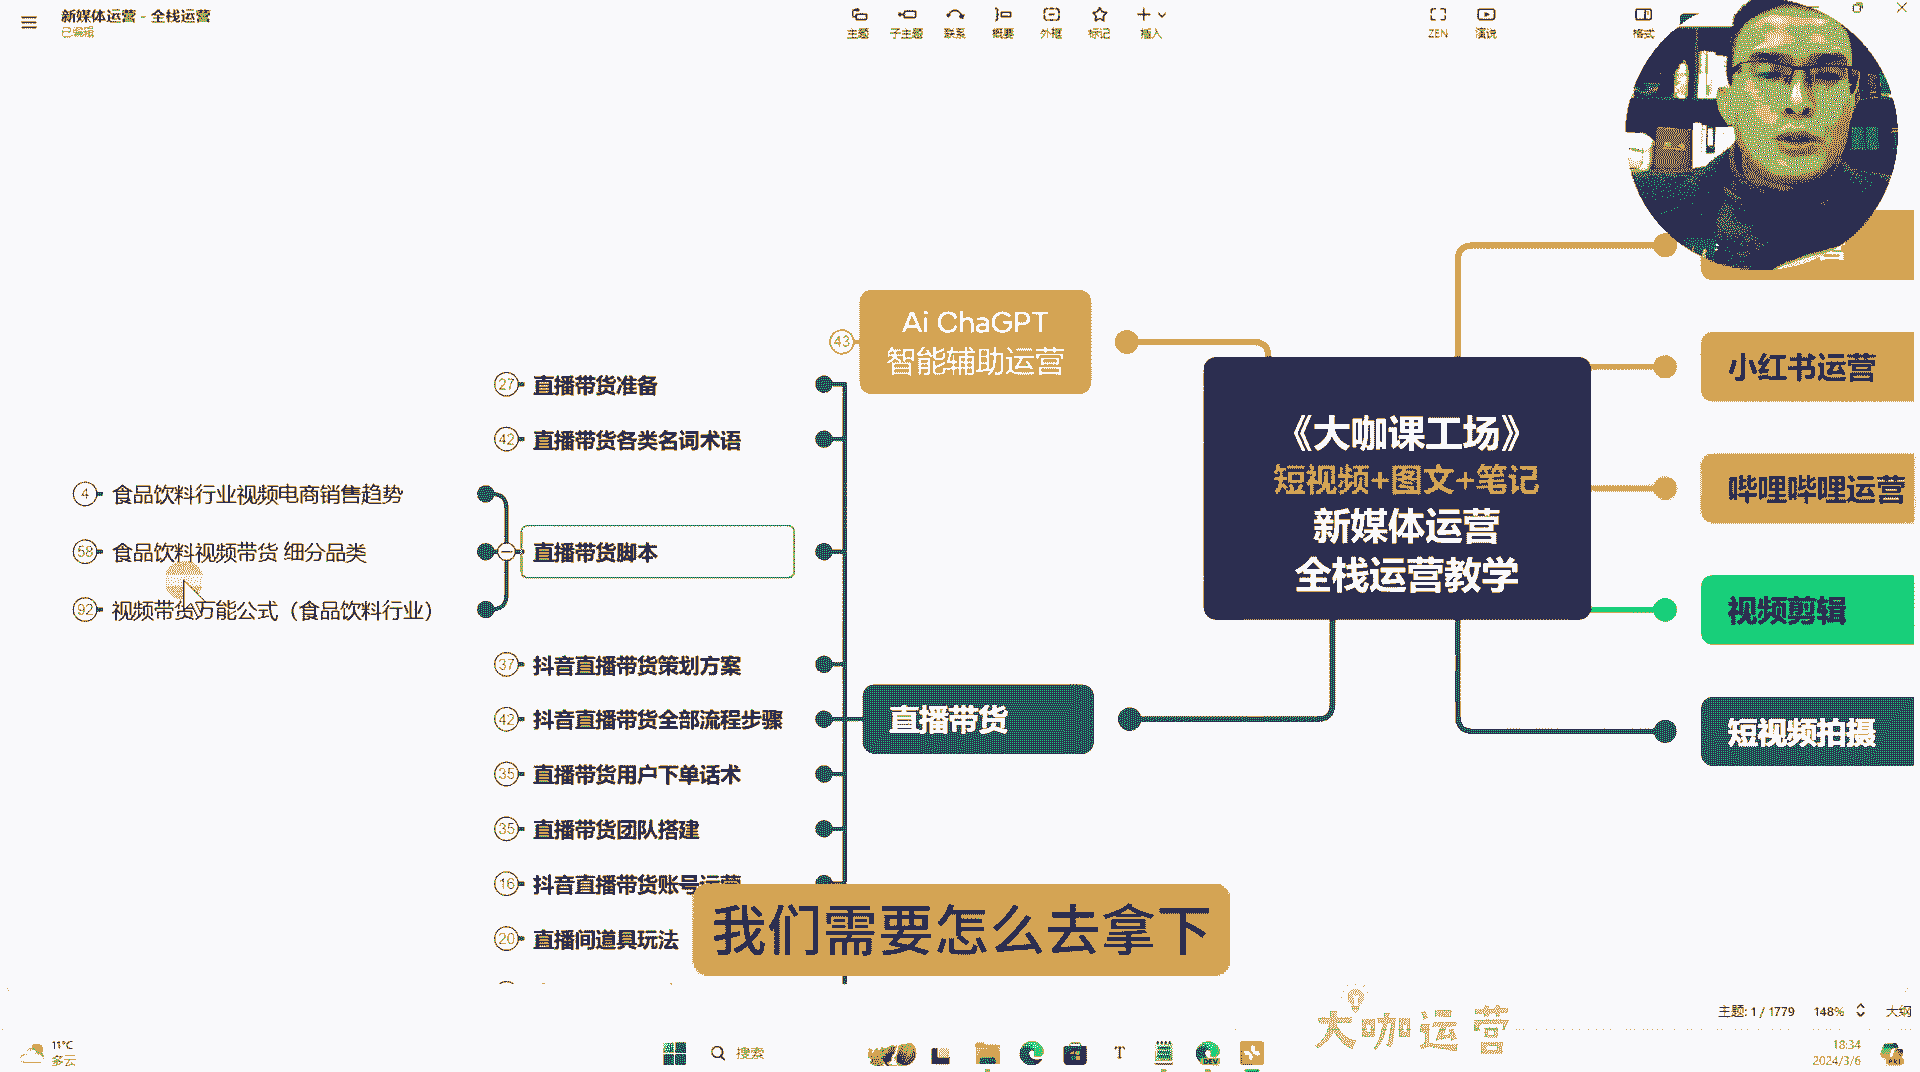 新媒体运营 - 全栈运营
已编辑
主题
子主题
联系
概要
外框
标记
插入
ZEN
演说
格式
Ai ChaGPT
智能辅助运营
43
27 直播带货准备
42 直播带货各类名词术语
4 食品饮料行业视频电商销售趋势
58 食品饮料视频带货 细分品类
92 视频带货万能公式（食品饮料行业）
直播带货脚本
37 抖音直播带货策划方案
42 抖音直播带货全部流程步骤
35 直播带货用户下单话术
35 直播带货团队搭建
16 抖音直播带货账号运营
20 直播间道具玩法
直播带货
《大咖课工场》
短视频+图文+笔记
新媒体运营
全栈运营教学
小红书运营
哔哩哔哩运营
视频剪辑
短视频拍摄
我们需要怎么去拿下
大咖运营
主题: 1 / 1779
148%
大纲
11°C
多云
搜索
18:34
2024/3/6